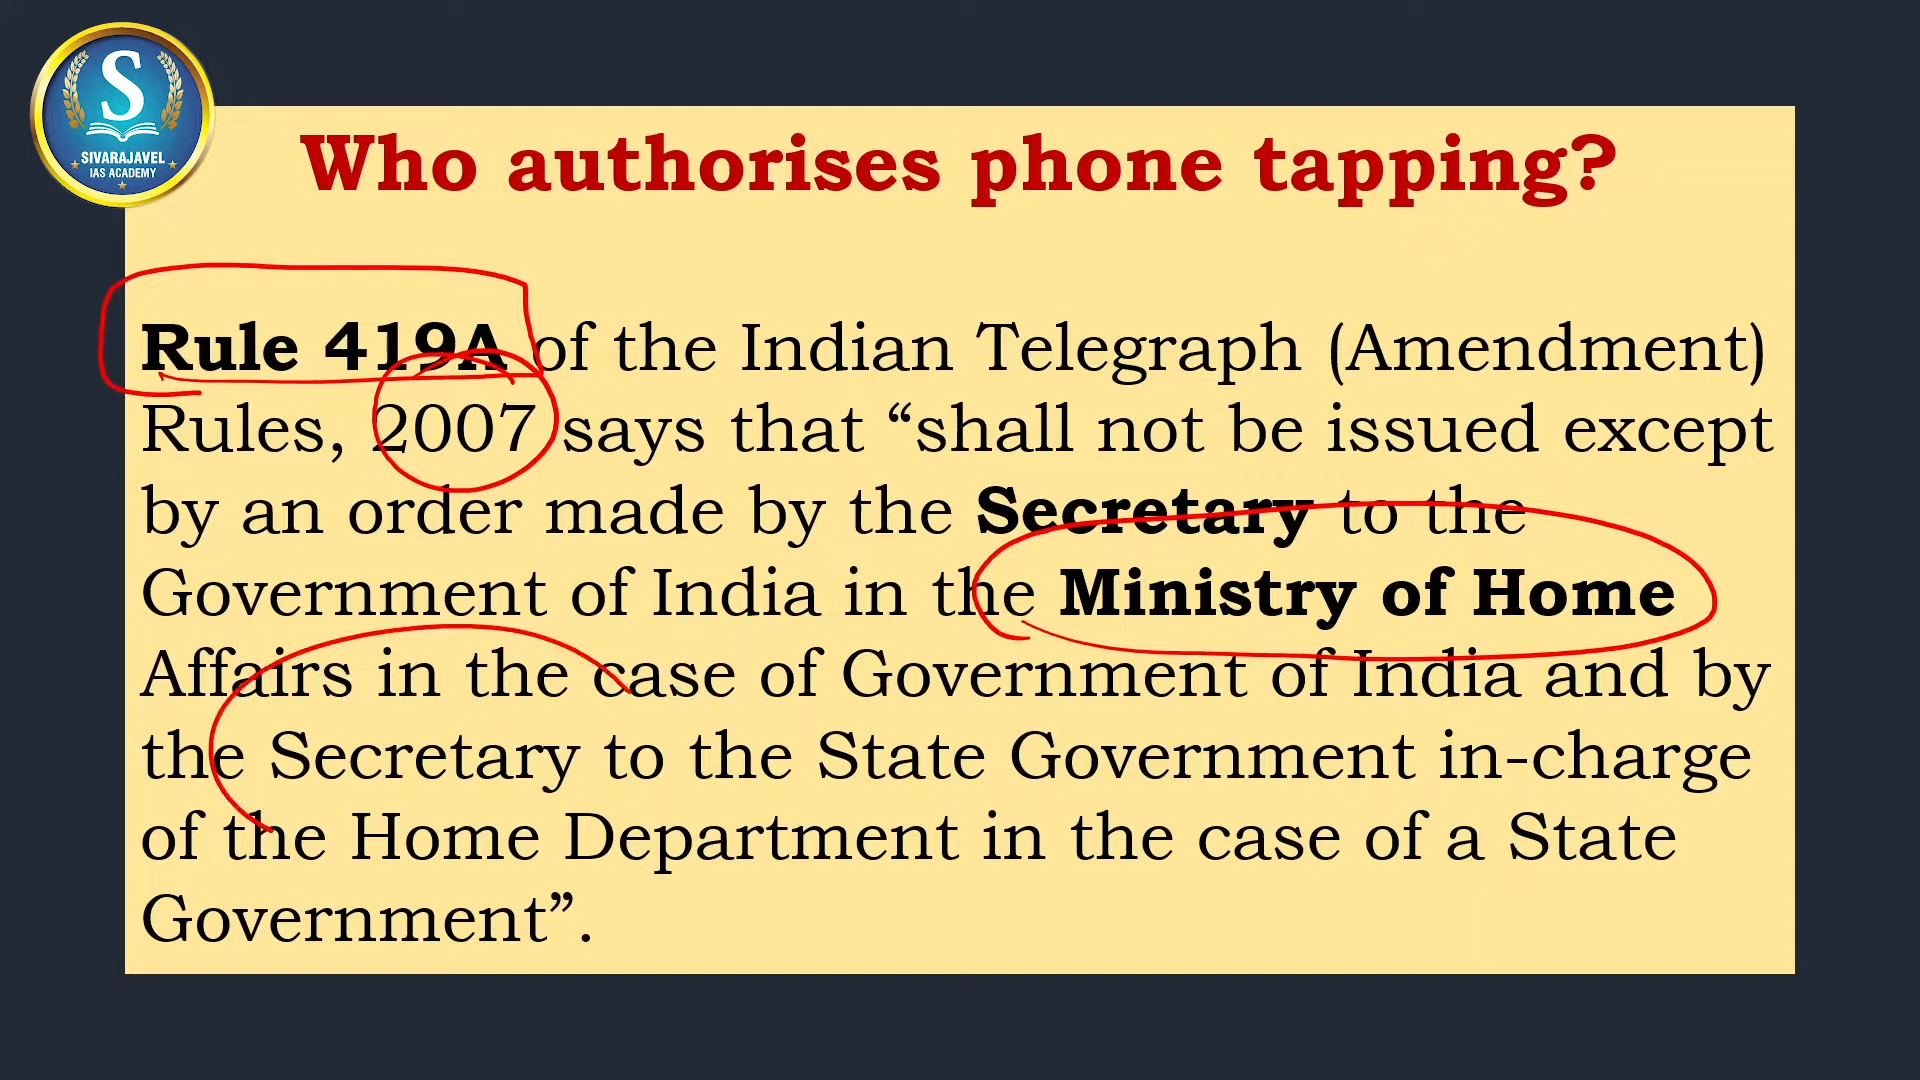 S
SIVARAJAVEL
IAS ACADEMY
Who authorises phone tapping?
Rule 419A of the Indian Telegraph (Amendment)
Rules, 2007 says that “shall not be issued except
by an order made by the Secretary to the
Government of India in the Ministry of Home
Affairs in the case of Government of India and by
the Secretary to the State Government in-charge
of the Home Department in the case of a State
Government”.